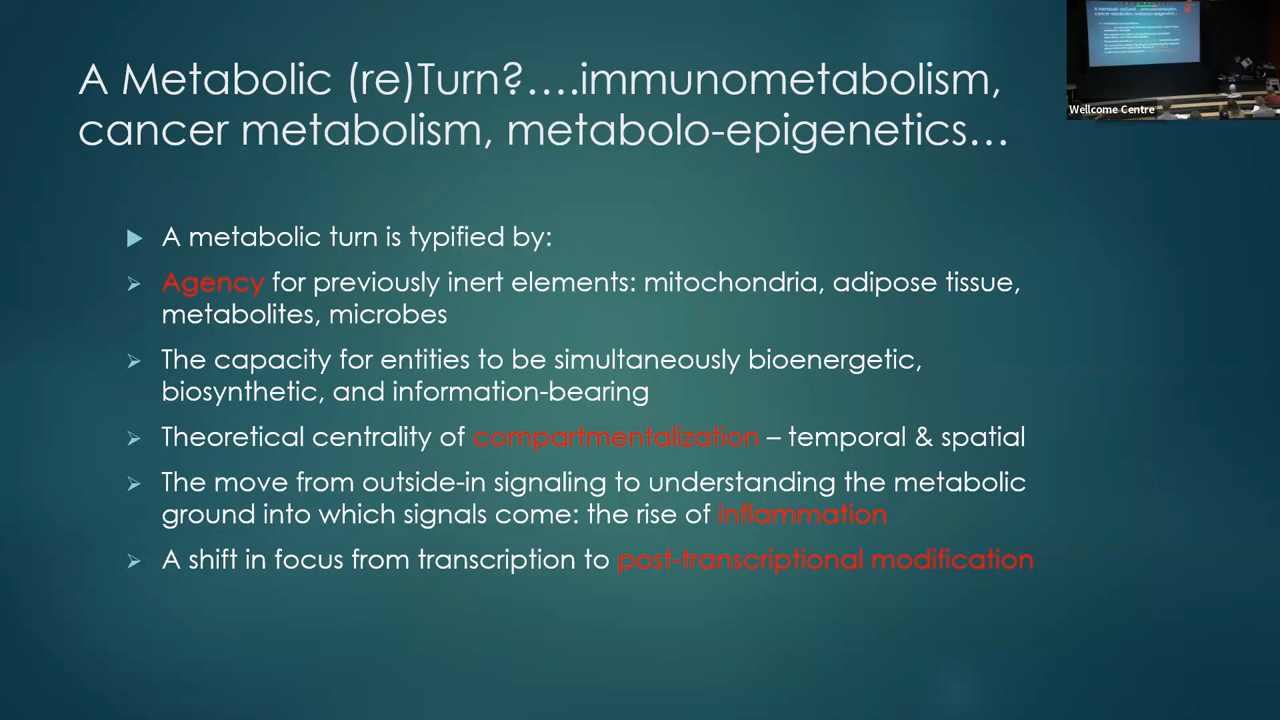 A Metabolic (re)Turn?....immunometabolism,
cancer metabolism, metabolo-epigenetics...
Wellcome Centre
A metabolic turn is typified by:
Agency for previously inert elements: mitochondria, adipose tissue,
metabolites, microbes
The capacity for entities to be simultaneously bioenergetic,
biosynthetic, and information-bearing
Theoretical centrality of compartmentalization – temporal & spatial
The move from outside-in signaling to understanding the metabolic
ground into which signals come: the rise of inflammation
A shift in focus from transcription to post-transcriptional modification